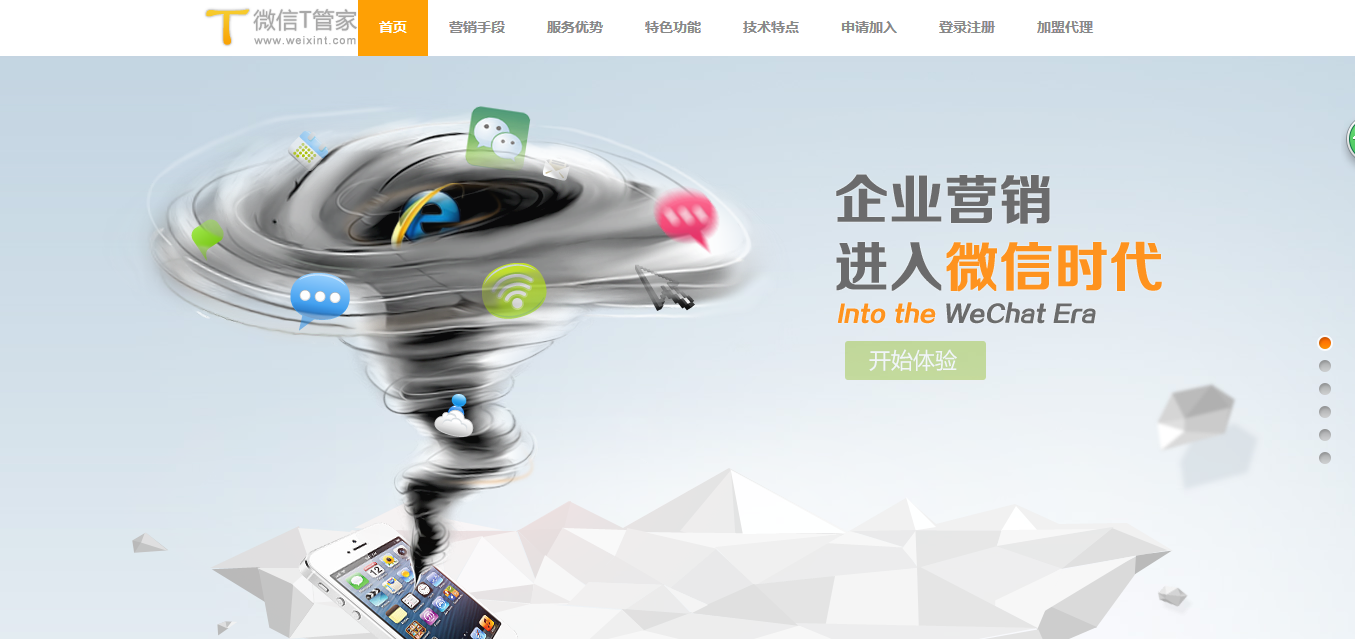 微信T管家
www.weixint.com
首页 营销手段 服务优势 特色功能 技术特点 申请加入 登录注册 加盟代理
企业营销
进入微信时代
Into the WeChat Era
开始体验
12